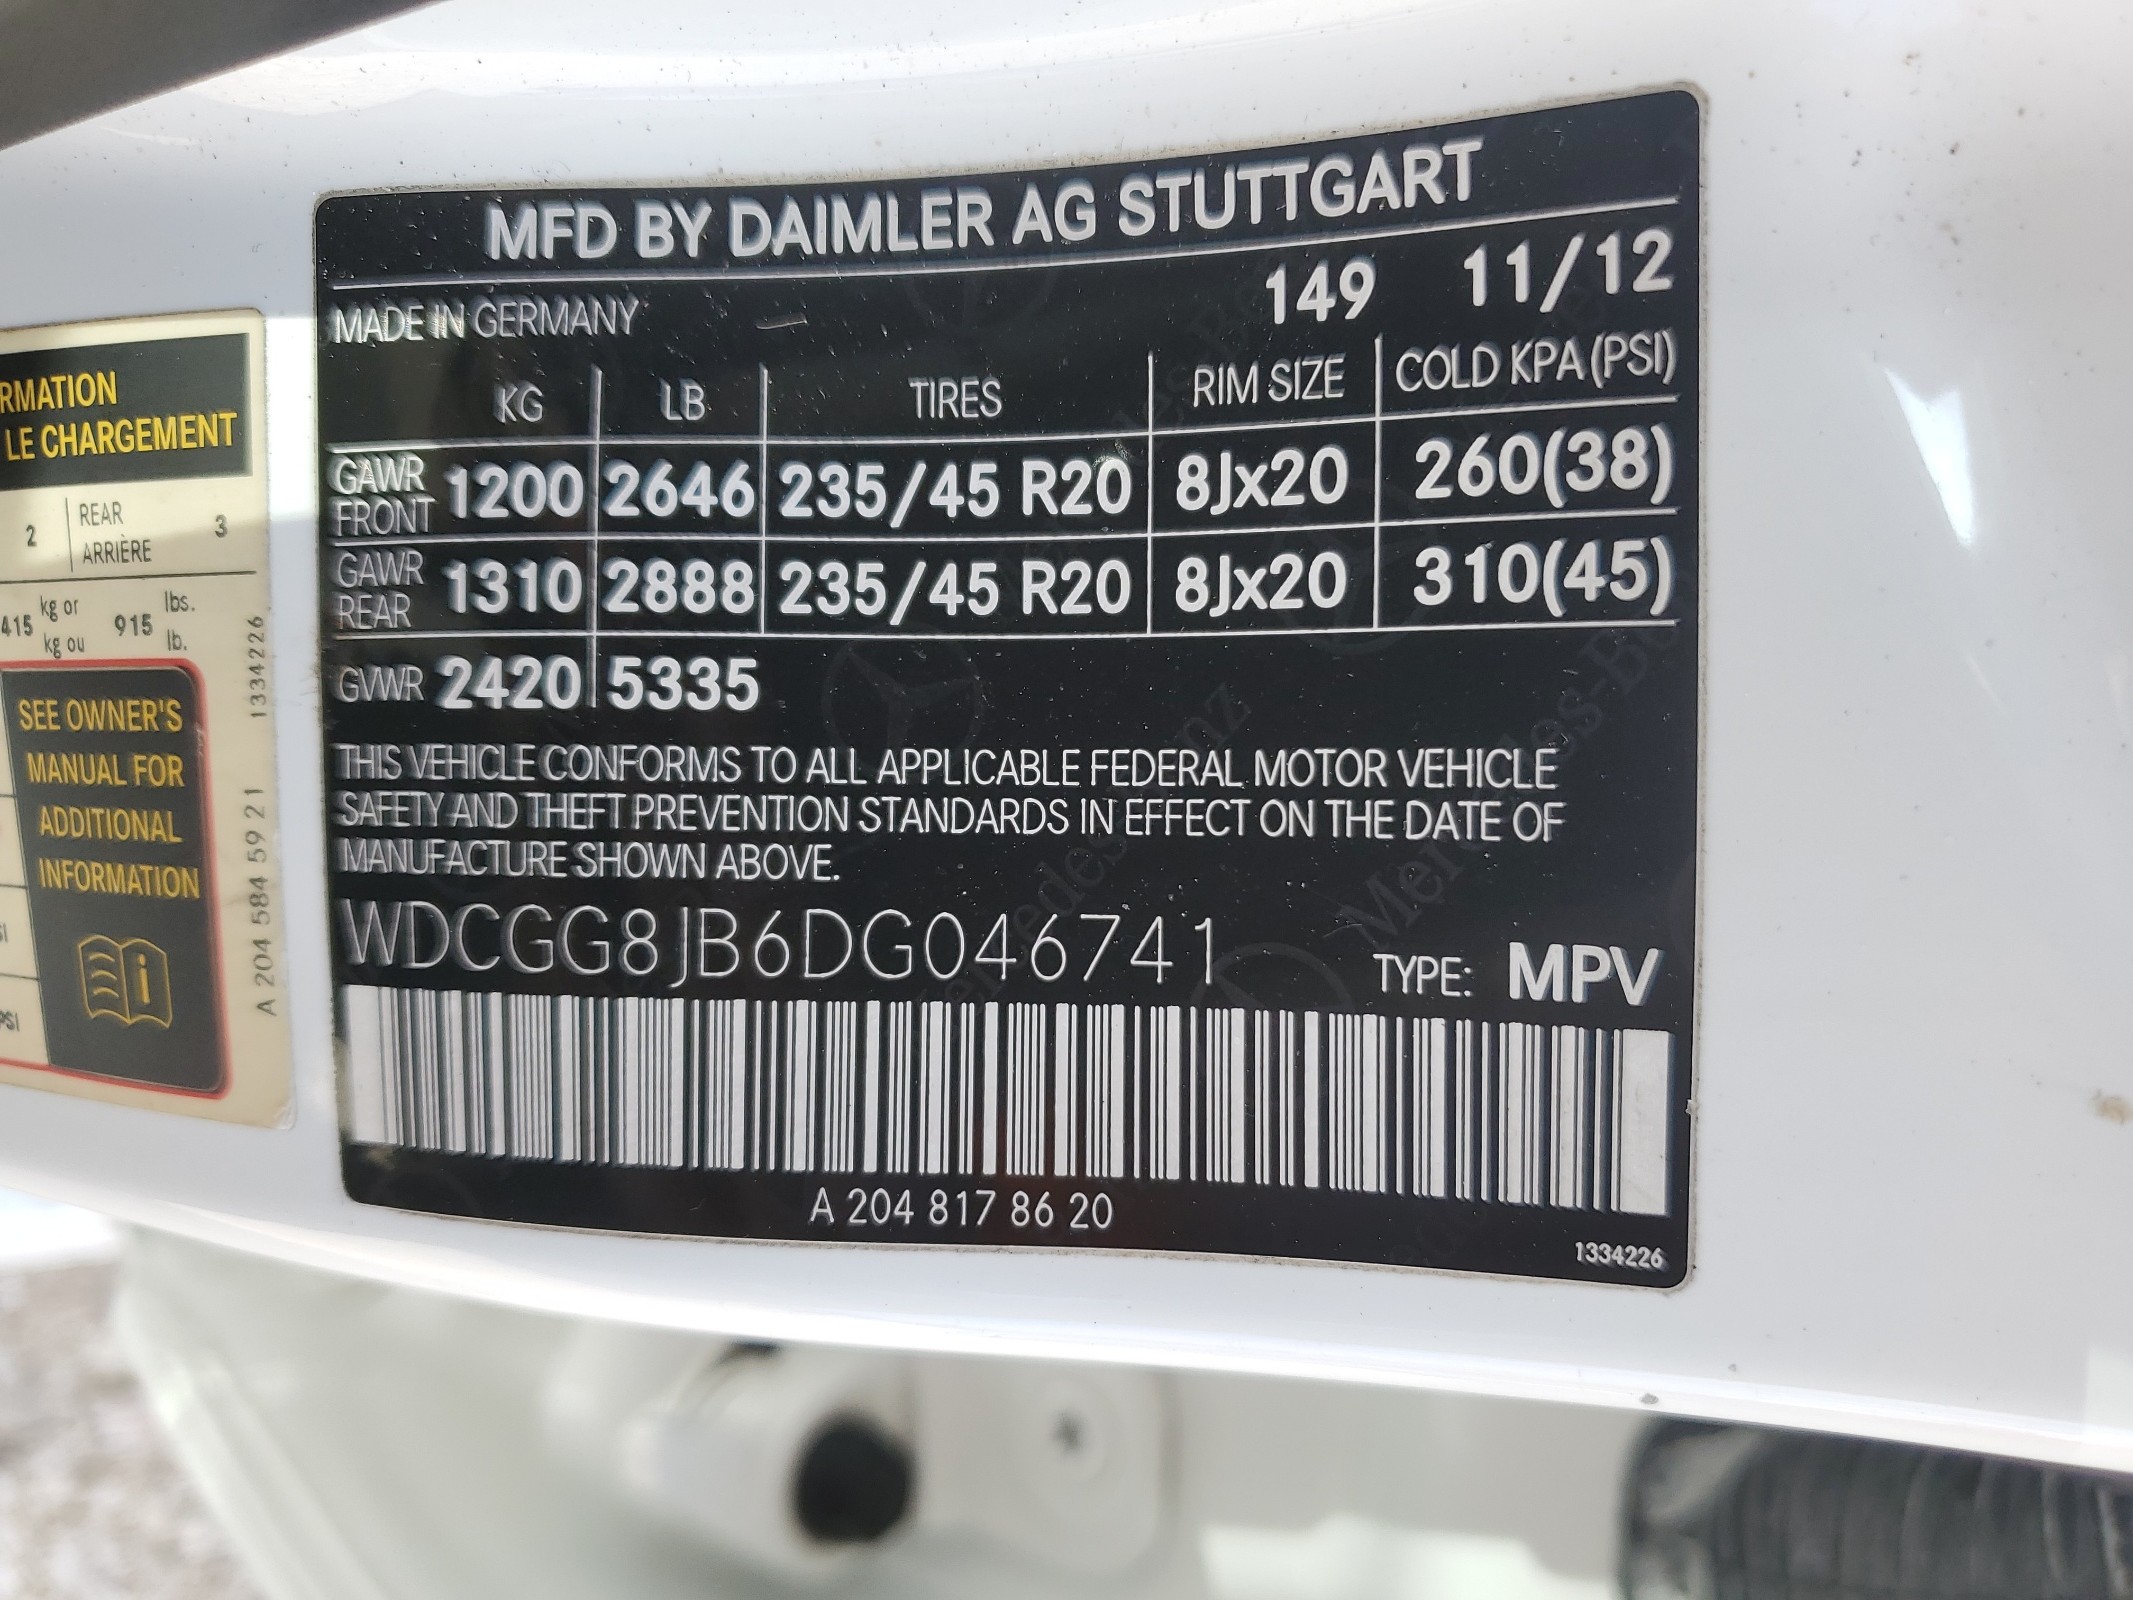 RMATION
LE CHARGEMENT
2 REAR 3
ARRIÈRE
415 kg or 915 lbs.
kg ou lb.
SEE OWNER'S
MANUAL FOR
ADDITIONAL
INFORMATION
PSI
A 204 584 59 21 1334226
MFD BY DAIMLER AG STUTTGART
MADE IN GERMANY 149 11/12
KG LB TIRES RIM SIZE COLD KPA (PSI)
GAWR FRONT 1200 2646 235/45 R20 8Jx20 260(38)
GAWR REAR 1310 2888 235/45 R20 8Jx20 310(45)
GVWR 2420 5335
THIS VEHICLE CONFORMS TO ALL APPLICABLE FEDERAL MOTOR VEHICLE
SAFETY AND THEFT PREVENTION STANDARDS IN EFFECT ON THE DATE OF
MANUFACTURE SHOWN ABOVE.
WDCGG8JB6DG046741 TYPE: MPV
A 204 817 86 20
1334226